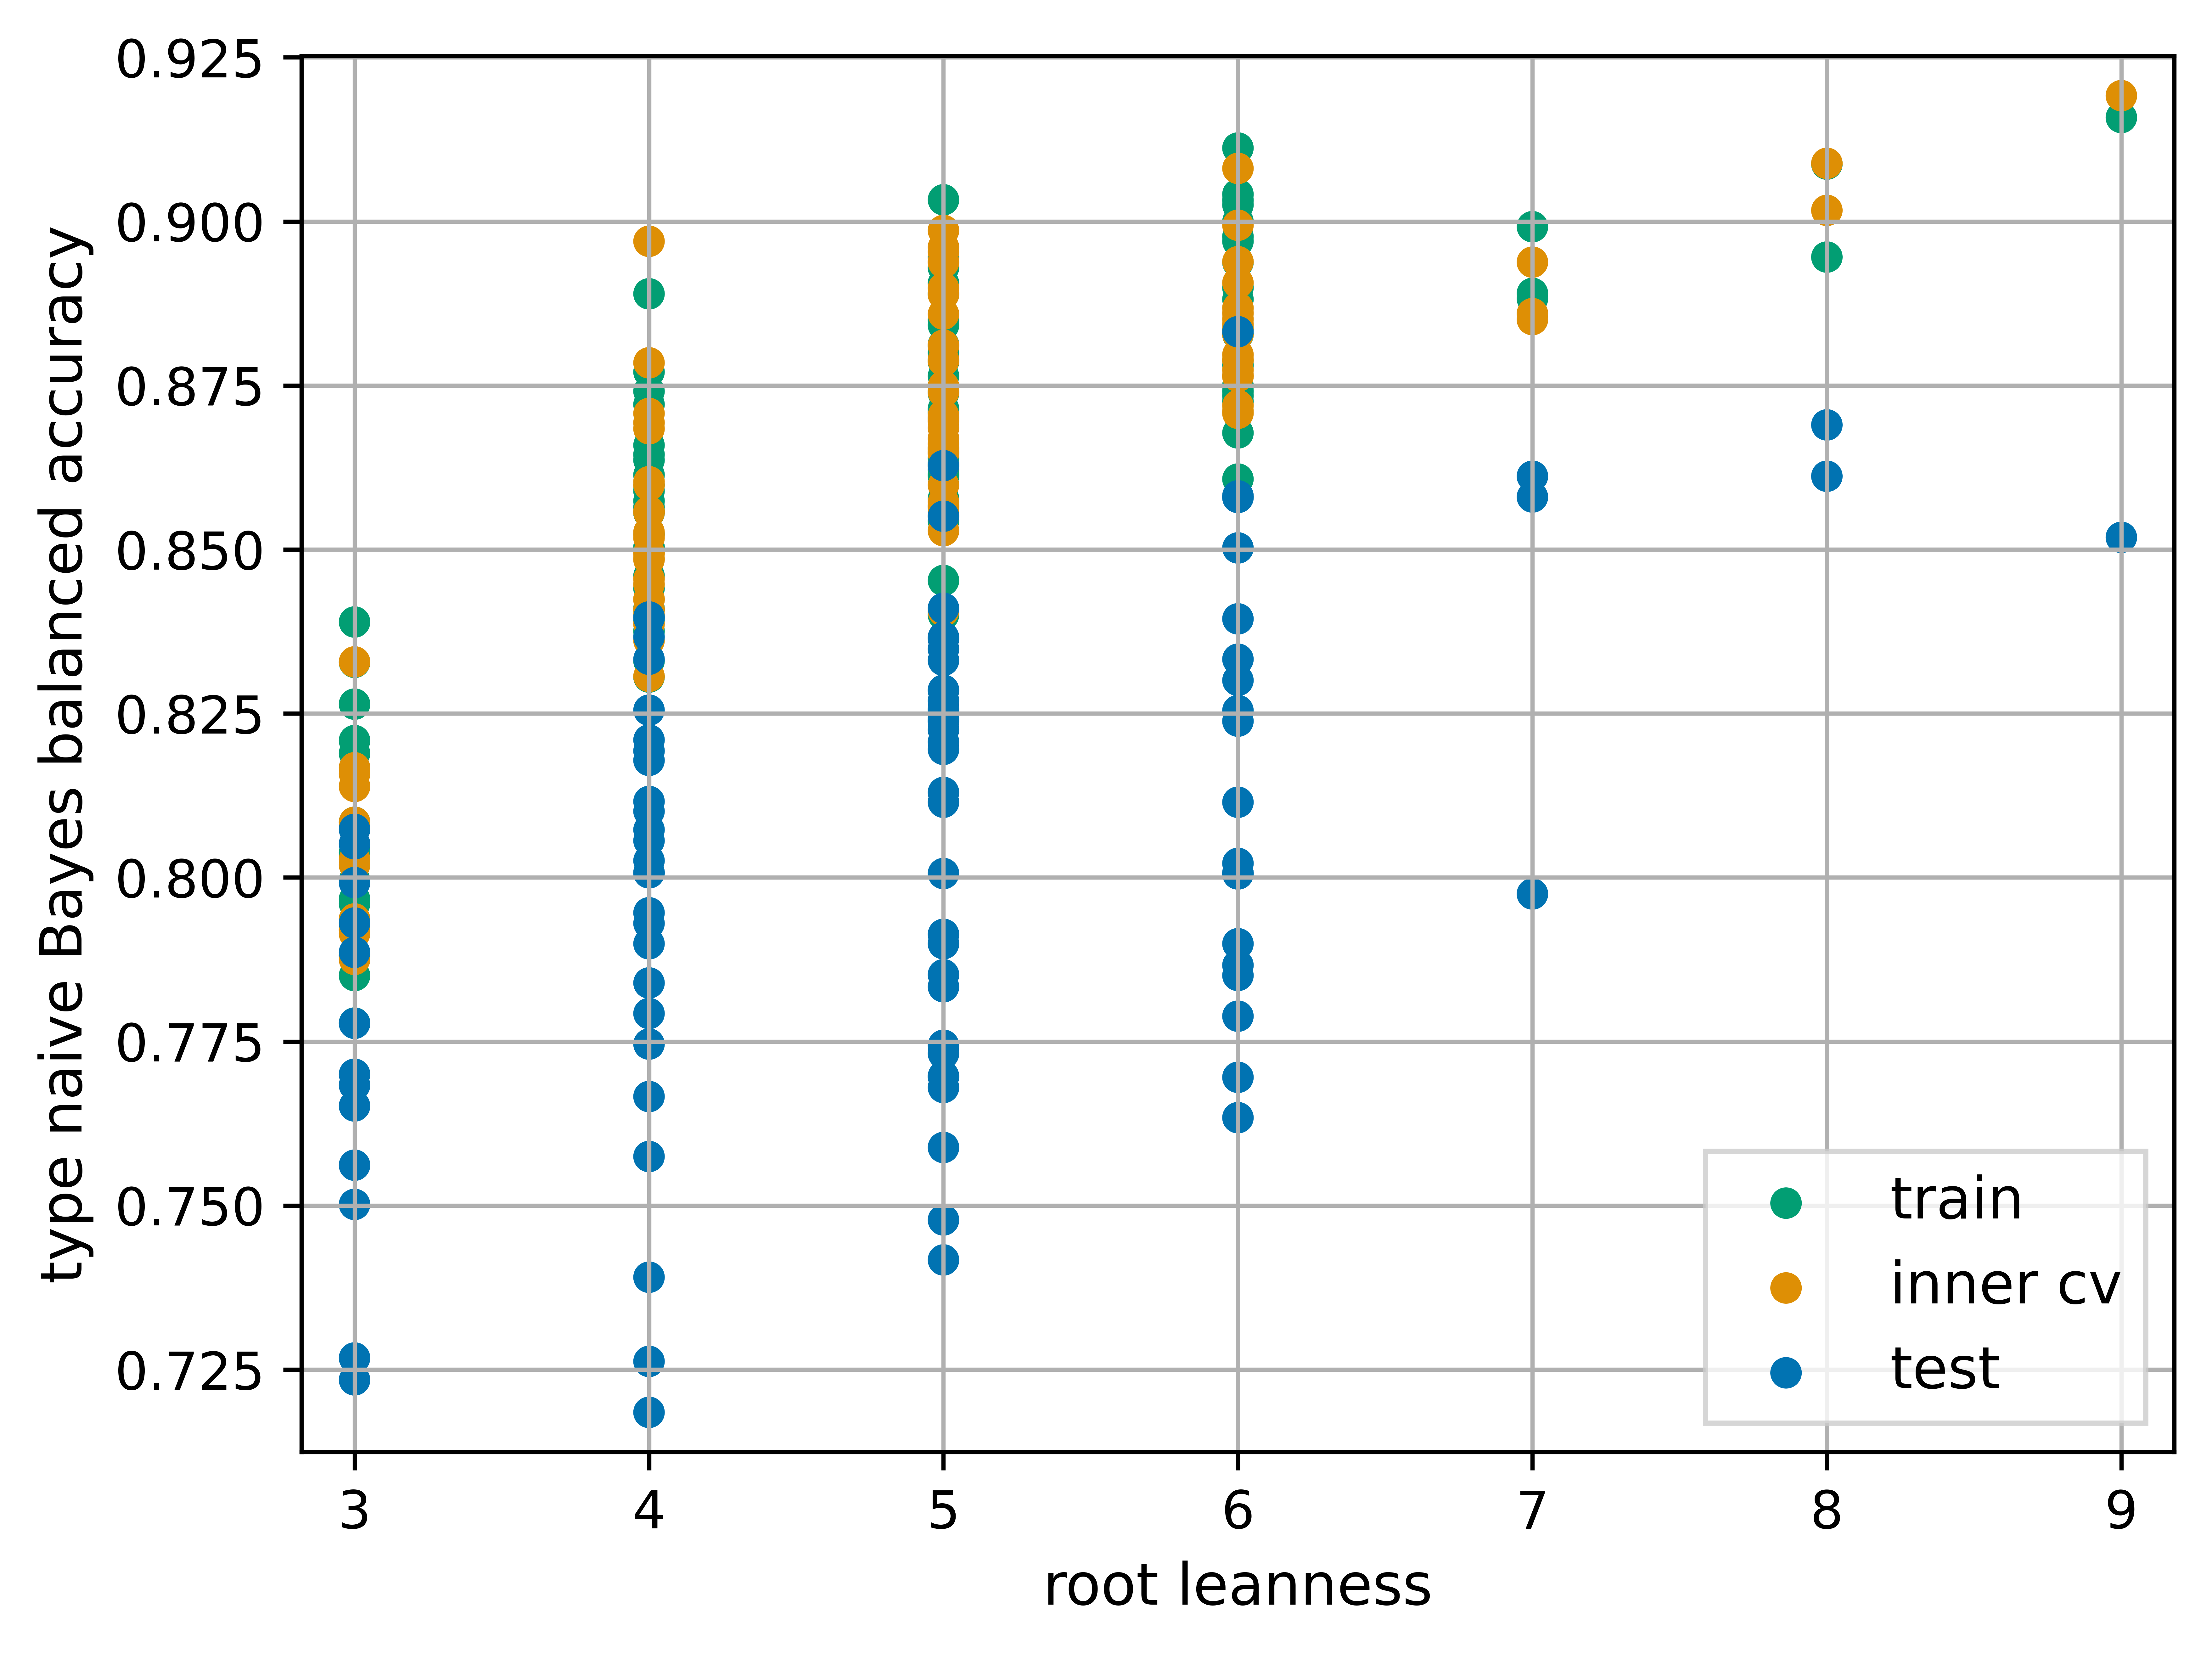 0.925
0.900
0.875
0.850
0.825
0.800
0.775
0.750
0.725
type naive Bayes balanced accuracy
3 4 5 6 7 8 9
root leanness
train
inner cv
test